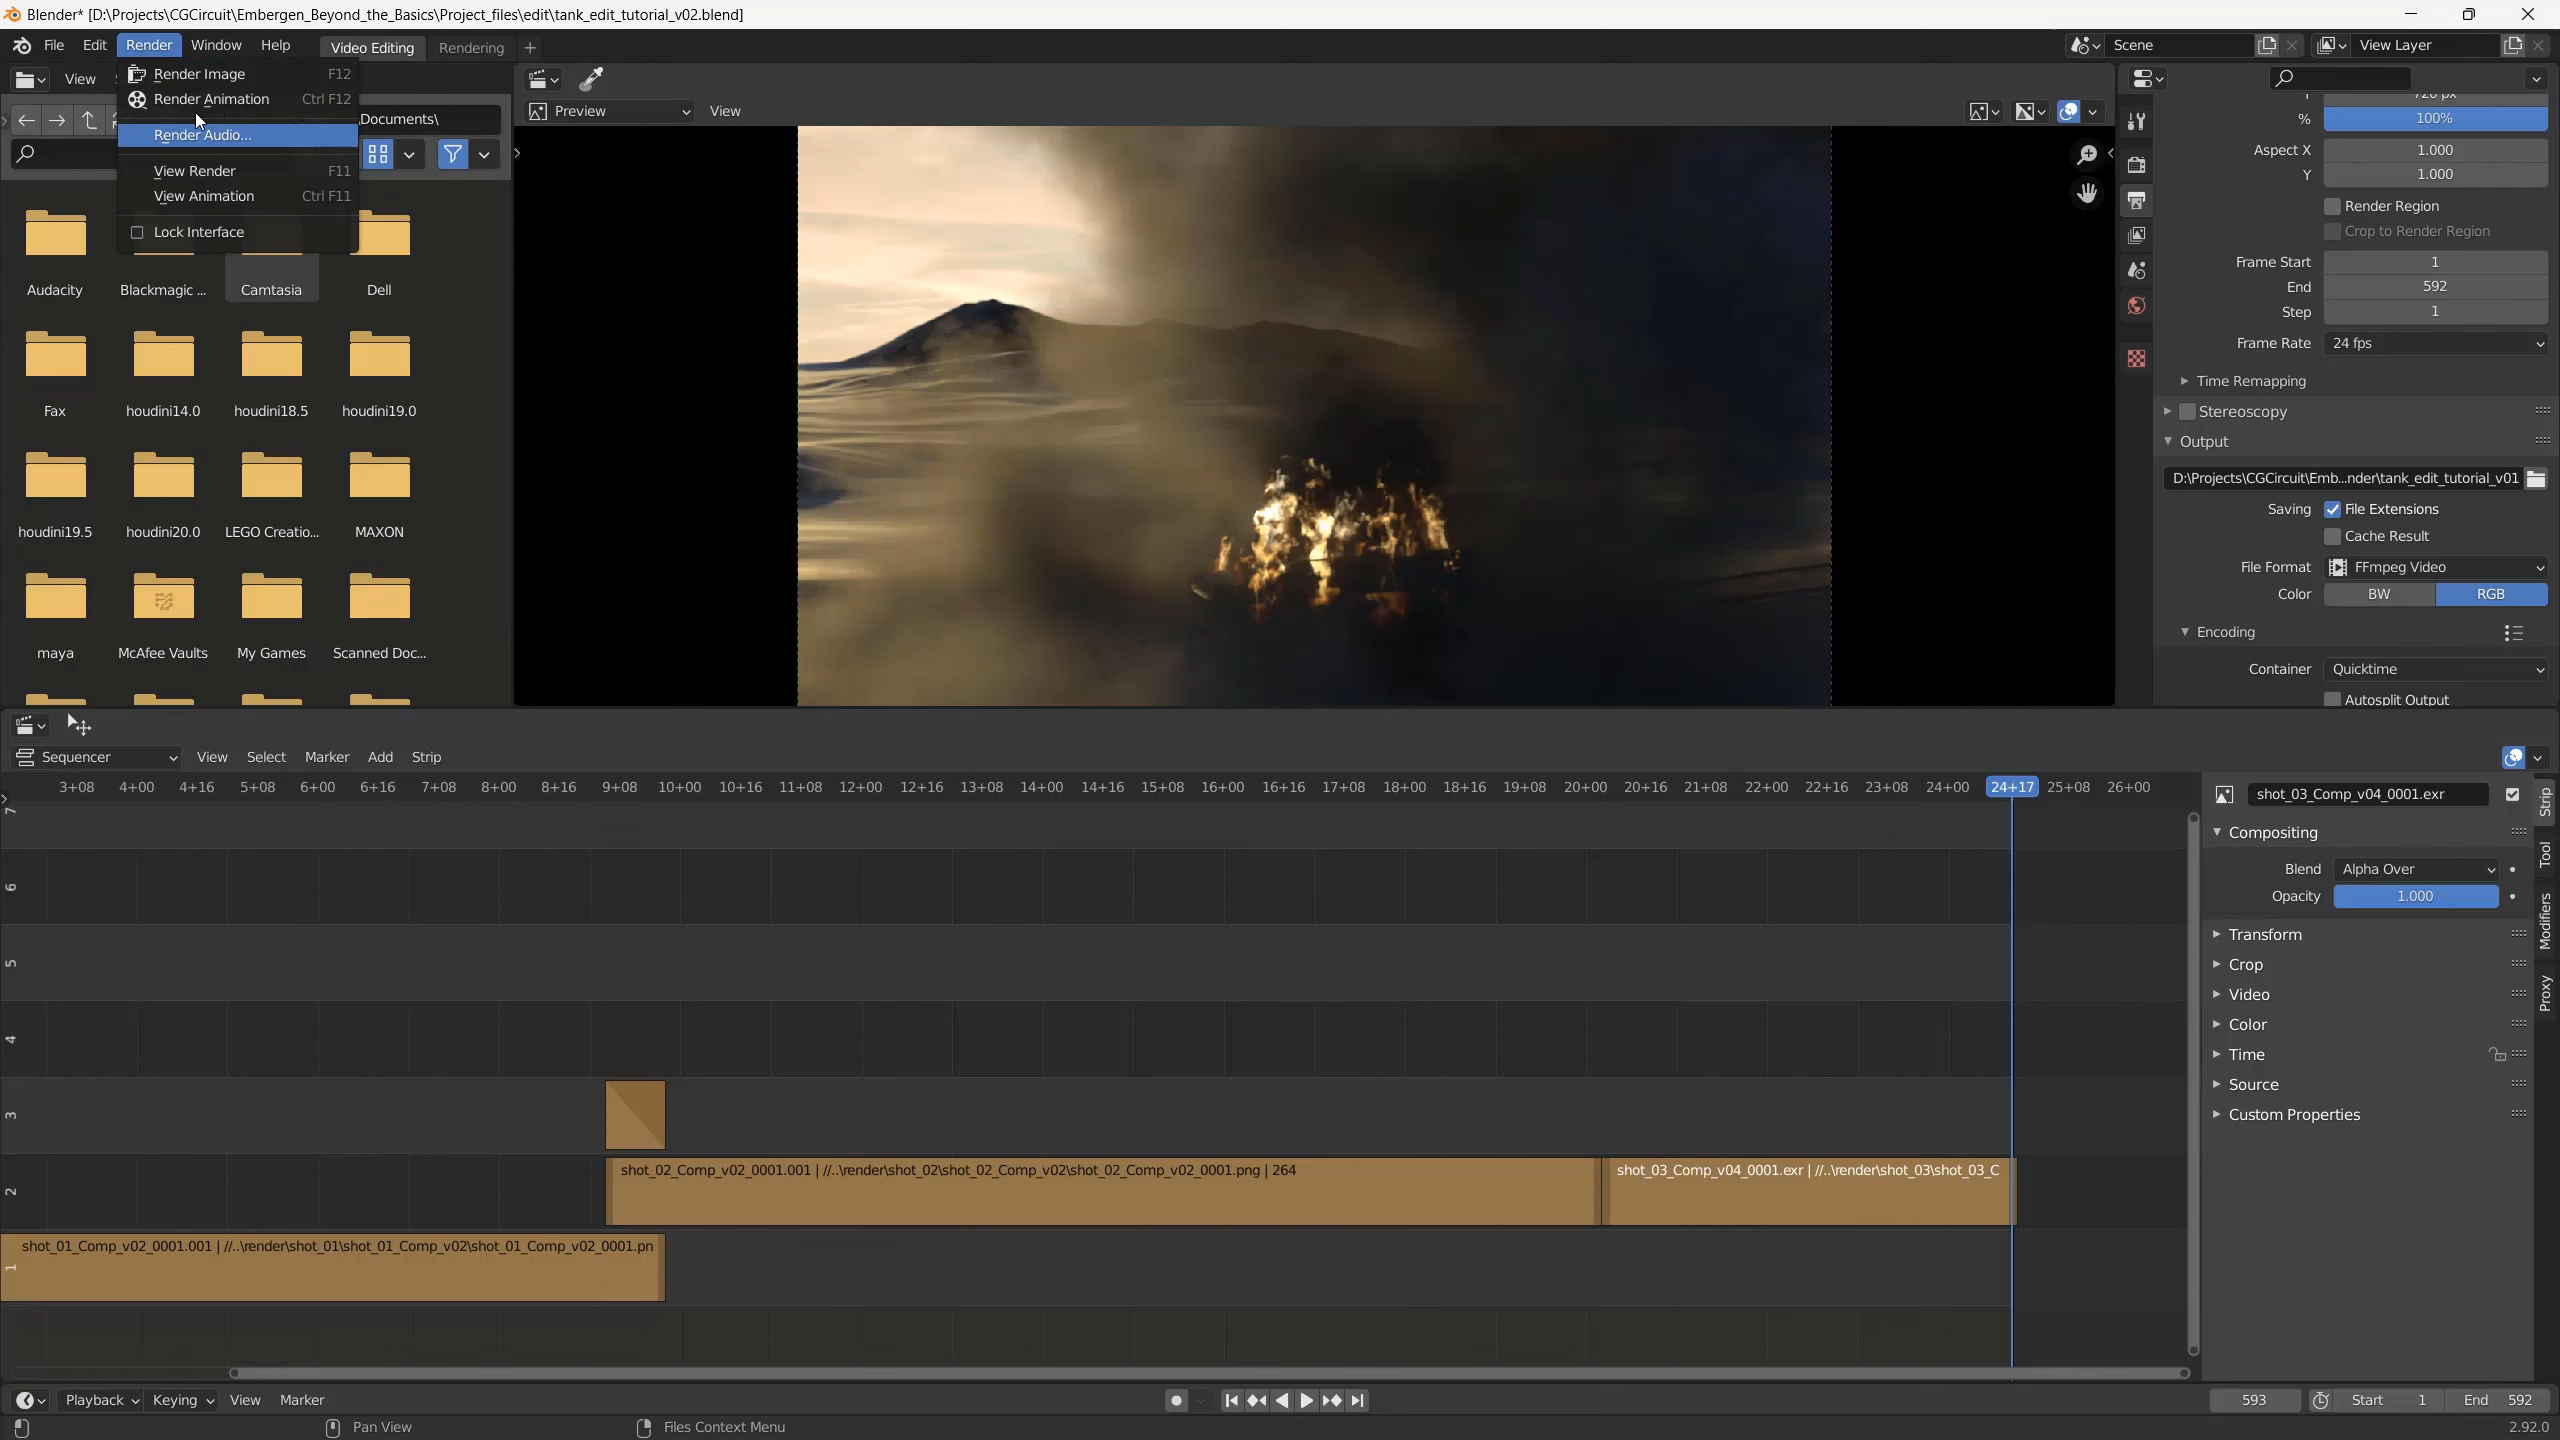 Blender* [D:\Projects\CGCircuit\Embergen_Beyond_the_Basics\Project_files\edit\tank_edit_tutorial_v02.blend]
File Edit Render Window Help Video Editing Rendering + Scene View Layer
View
Render Image F12
Render Animation Ctrl F12
Render Audio...
View Render F11
View Animation Ctrl F11
Lock Interface
\Documents\
Audacity Blackmagic ... Camtasia Dell
Fax houdini14.0 houdini18.5 houdini19.0
houdini19.5 houdini20.0 LEGO Creatio... MAXON
maya McAfee Vaults My Games Scanned Doc...
Preview View
% 100%
Aspect X 1.000
Y 1.000
Render Region
Crop to Render Region
Frame Start 1
End 592
Step 1
Frame Rate 24 fps
Time Remapping
Stereoscopy
Output
D:\Projects\CGCircuit\Emb...nder\tank_edit_tutorial_v01
Saving File Extensions
Cache Result
File Format FFmpeg Video
Color BW RGB
Encoding
Container Quicktime
Autosplit Output
Sequencer View Select Marker Add Strip
3+08 4+00 4+16 5+08 6+00 6+16 7+08 8+00 8+16 9+08 10+00 10+16 11+08 12+00 12+16 13+08 14+00 14+16 15+08 16+00 16+16 17+08 18+00 18+16 19+08 20+00 20+16 21+08 22+00 22+16 23+08 24+00 24+17 25+08 26+00
7
6
5
4
3
2
1
shot_02_Comp_v02_0001.001 | //..\render\shot_02\shot_02_Comp_v02\shot_02_Comp_v02_0001.png | 264
shot_03_Comp_v04_0001.exr | //..\render\shot_03\shot_03_C
shot_01_Comp_v02_0001.001 | //..\render\shot_01\shot_01_Comp_v02\shot_01_Comp_v02_0001.pn
shot_03_Comp_v04_0001.exr
Compositing
Blend Alpha Over
Opacity 1.000
Transform
Crop
Video
Color
Time
Source
Custom Properties
Strip
Tool
Modifiers
Proxy
Playback Keying View Marker 593 Start 1 End 592
Pan View Files Context Menu 2.92.0